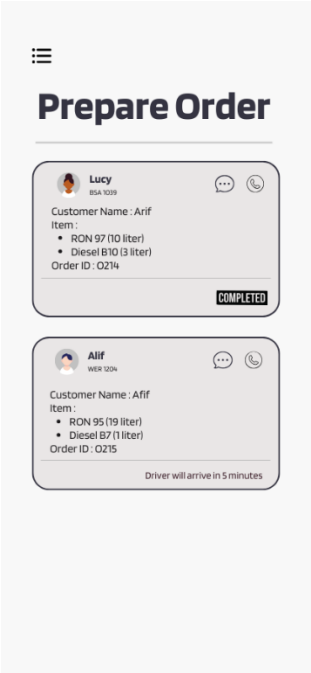 Prepare Order
Lucy
BSA 1039
Customer Name : Arif
Item :
• RON 97 (10 liter)
• Diesel B10 (3 liter)
Order ID : 0214
COMPLETED
Alif
WER 1204
Customer Name : Afif
Item :
• RON 95 (19 liter)
• Diesel B7 (1 liter)
Order ID : 0215
Driver will arrive in 5 minutes